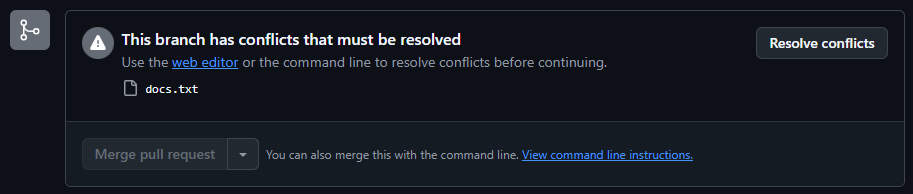 This branch has conflicts that must be resolved
Resolve conflicts
Use the web editor or the command line to resolve conflicts before continuing.
docs.txt
Merge pull request
You can also merge this with the command line. View command line instructions.